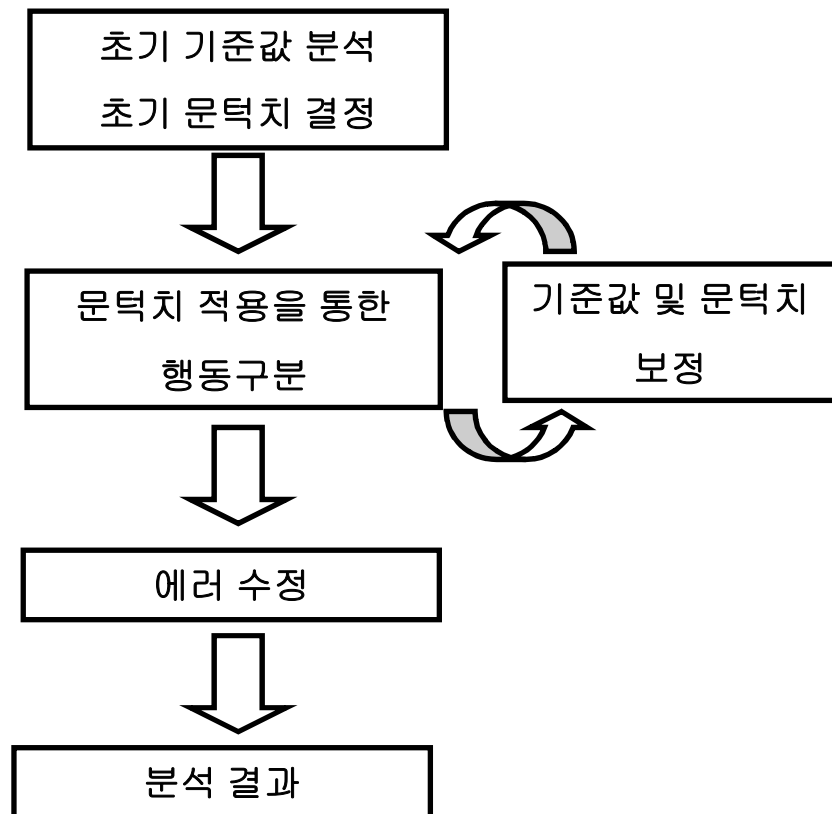 초기 기준값 분석
초기 문턱치 결정
문턱치 적용을 통한
행동구분
기준값 및 문턱치
보정
에러 수정
분석 결과